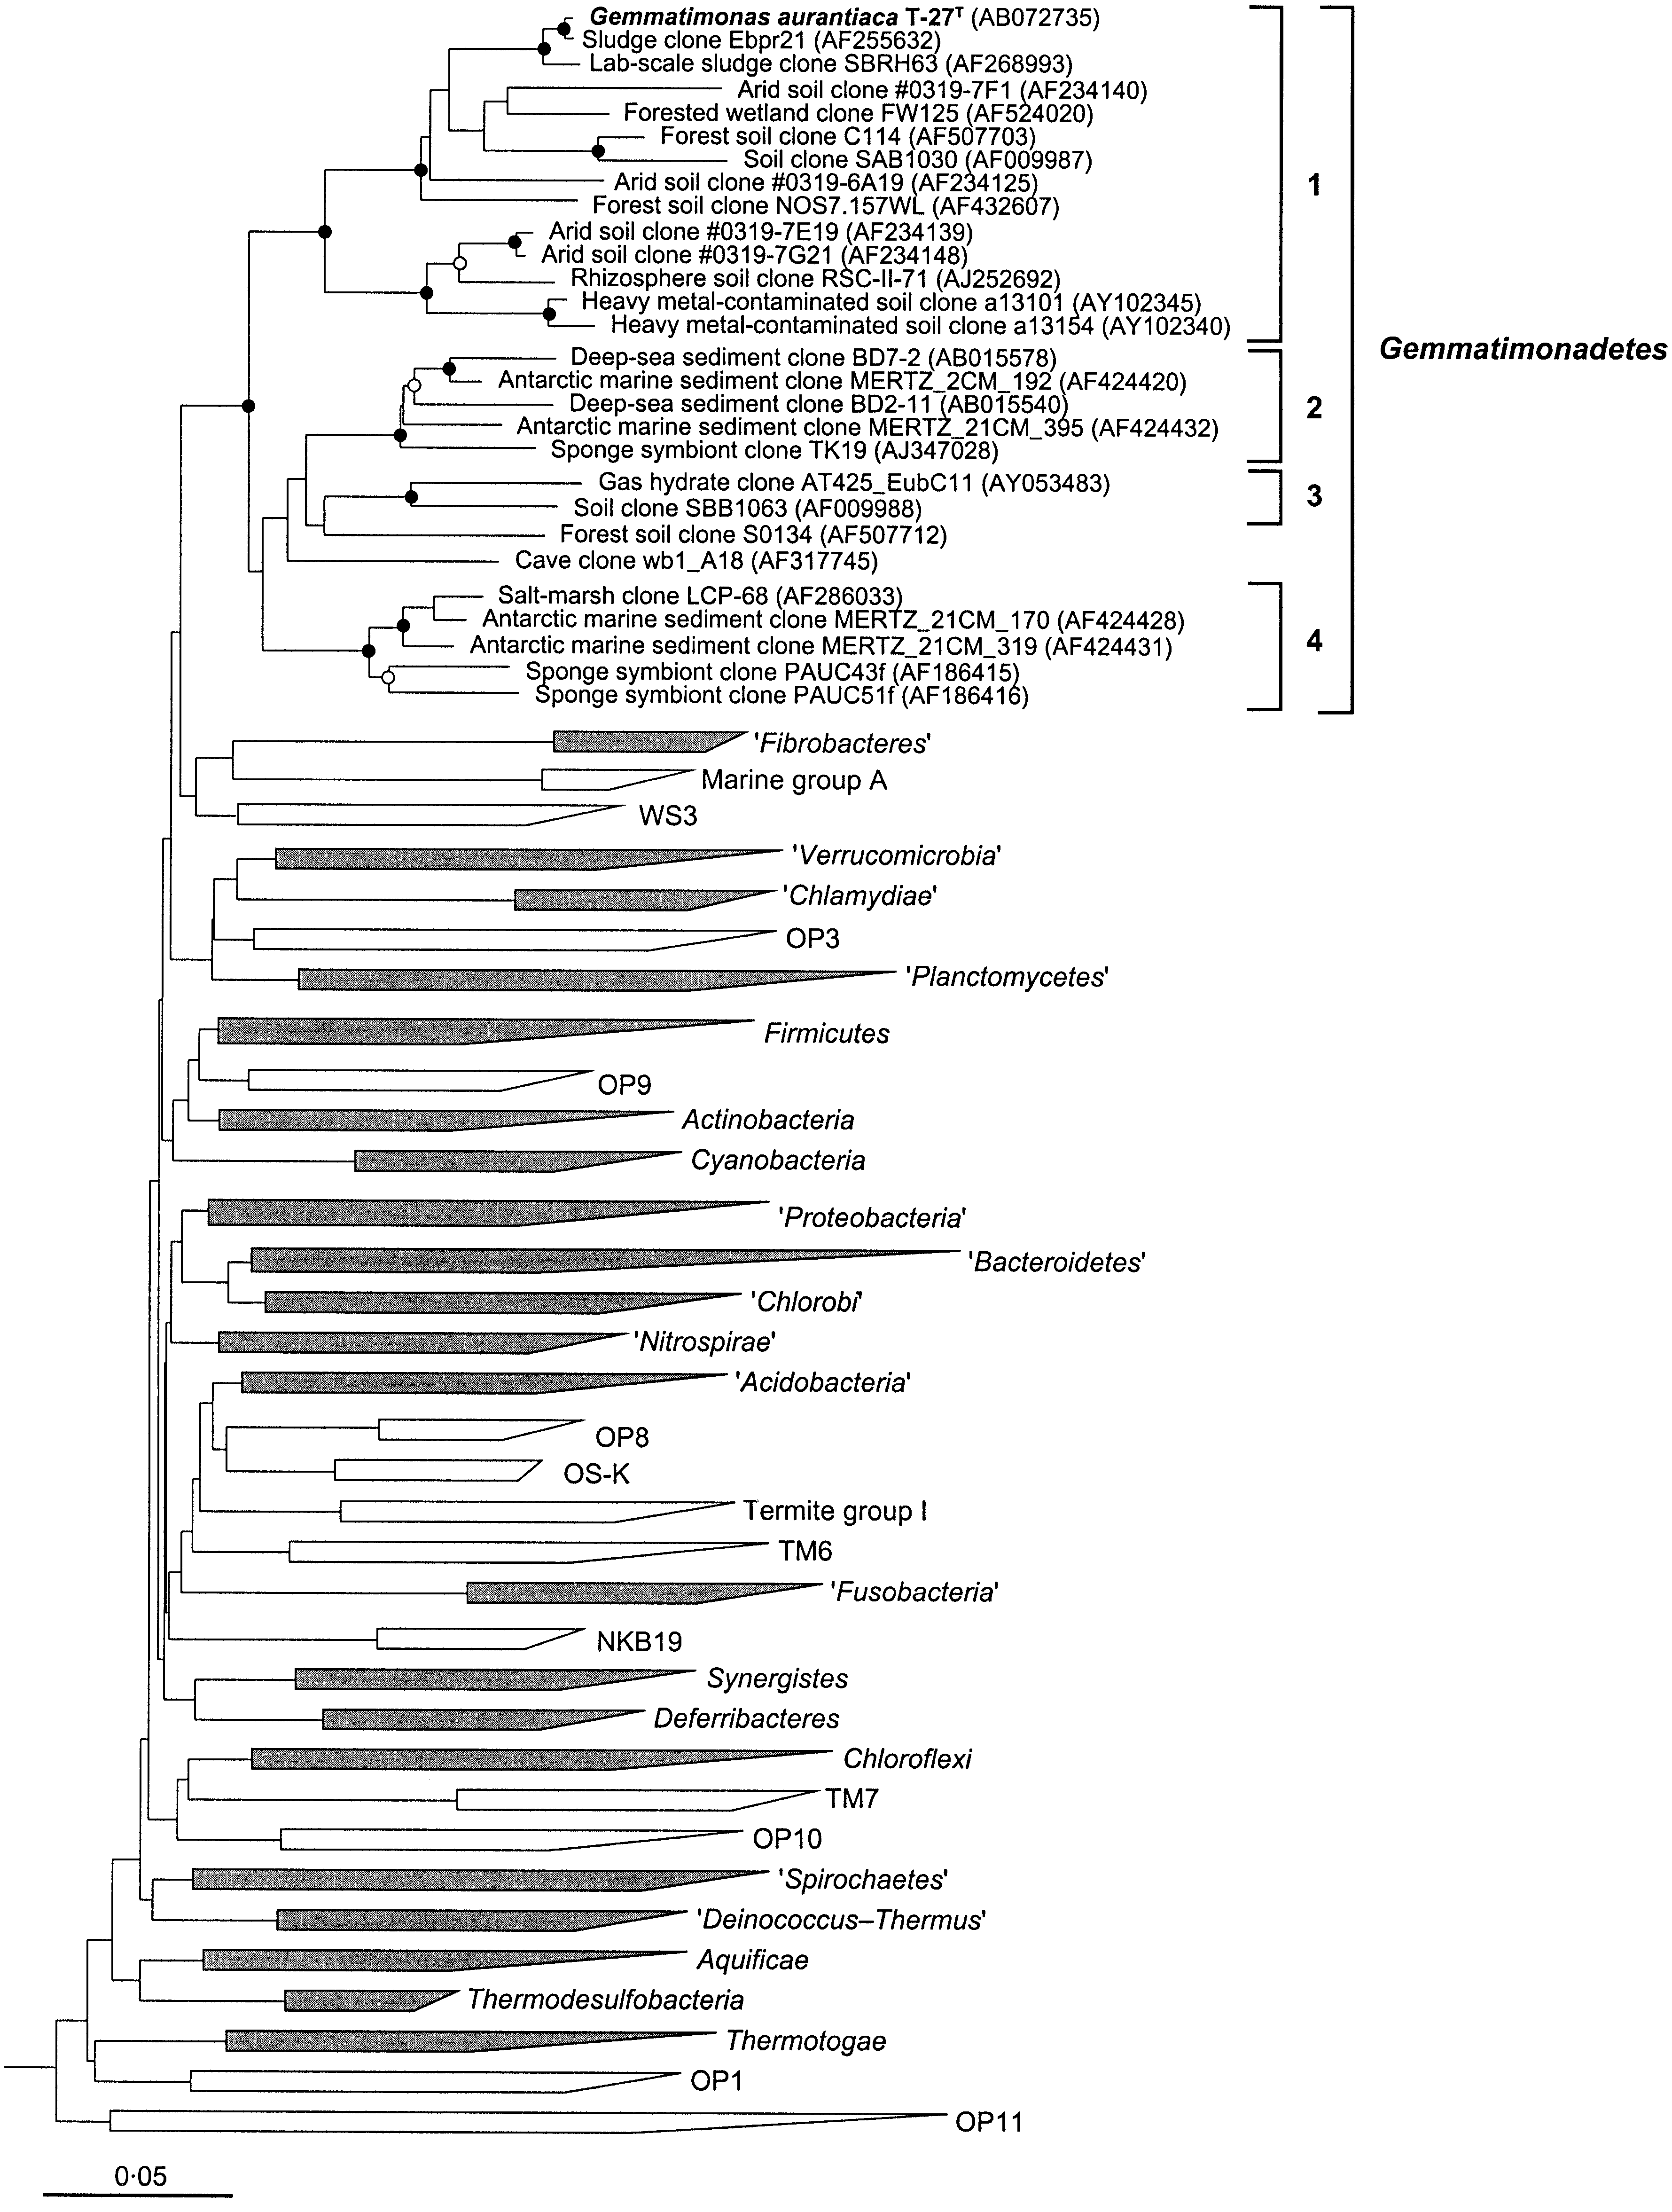 Gemmatimonas aurantiaca T-27ᵀ (AB072735)
Sludge clone Ebpr21 (AF255632)
Lab-scale sludge clone SBRH63 (AF268993)
Arid soil clone #0319-7F1 (AF234140)
Forested wetland clone FW125 (AF524020)
Forest soil clone C114 (AF507703)
Soil clone SAB1030 (AF009987)
Arid soil clone #0319-6A19 (AF234125)
Forest soil clone NOS7.157WL (AF432607)
Arid soil clone #0319-7E19 (AF234139)
Arid soil clone #0319-7G21 (AF234148)
Rhizosphere soil clone RSC-II-71 (AJ252692)
Heavy metal-contaminated soil clone a13101 (AY102345)
Heavy metal-contaminated soil clone a13154 (AY102340)
1
Deep-sea sediment clone BD7-2 (AB015578)
Antarctic marine sediment clone MERTZ_2CM_192 (AF424420)
Deep-sea sediment clone BD2-11 (AB015540)
Antarctic marine sediment clone MERTZ_21CM_395 (AF424432)
Sponge symbiont clone TK19 (AJ347028)
2
Gas hydrate clone AT425_EubC11 (AY053483)
Soil clone SBB1063 (AF009988)
3
Forest soil clone S0134 (AF507712)
Cave clone wb1_A18 (AF317745)
Salt-marsh clone LCP-68 (AF286033)
Antarctic marine sediment clone MERTZ_21CM_170 (AF424428)
Antarctic marine sediment clone MERTZ_21CM_319 (AF424431)
Sponge symbiont clone PAUC43f (AF186415)
Sponge symbiont clone PAUC51f (AF186416)
4
Gemmatimonadetes
'Fibrobacteres'
Marine group A
WS3
'Verrucomicrobia'
'Chlamydiae'
OP3
'Planctomycetes'
Firmicutes
OP9
Actinobacteria
Cyanobacteria
'Proteobacteria'
'Bacteroidetes'
'Chlorobi'
'Nitrospirae'
'Acidobacteria'
OP8
OS-K
Termite group I
TM6
'Fusobacteria'
NKB19
Synergistes
Deferribacteres
Chloroflexi
TM7
OP10
'Spirochaetes'
'Deinococcus–Thermus'
Aquificae
Thermodesulfobacteria
Thermotogae
OP1
OP11
0·05